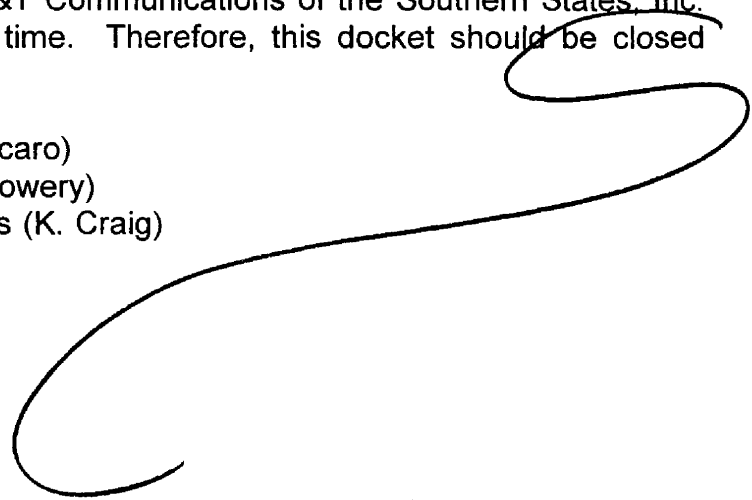 &T Communications of the Southern States, Inc.
time. Therefore, this docket should be closed
caro)
owery)
s (K. Craig)